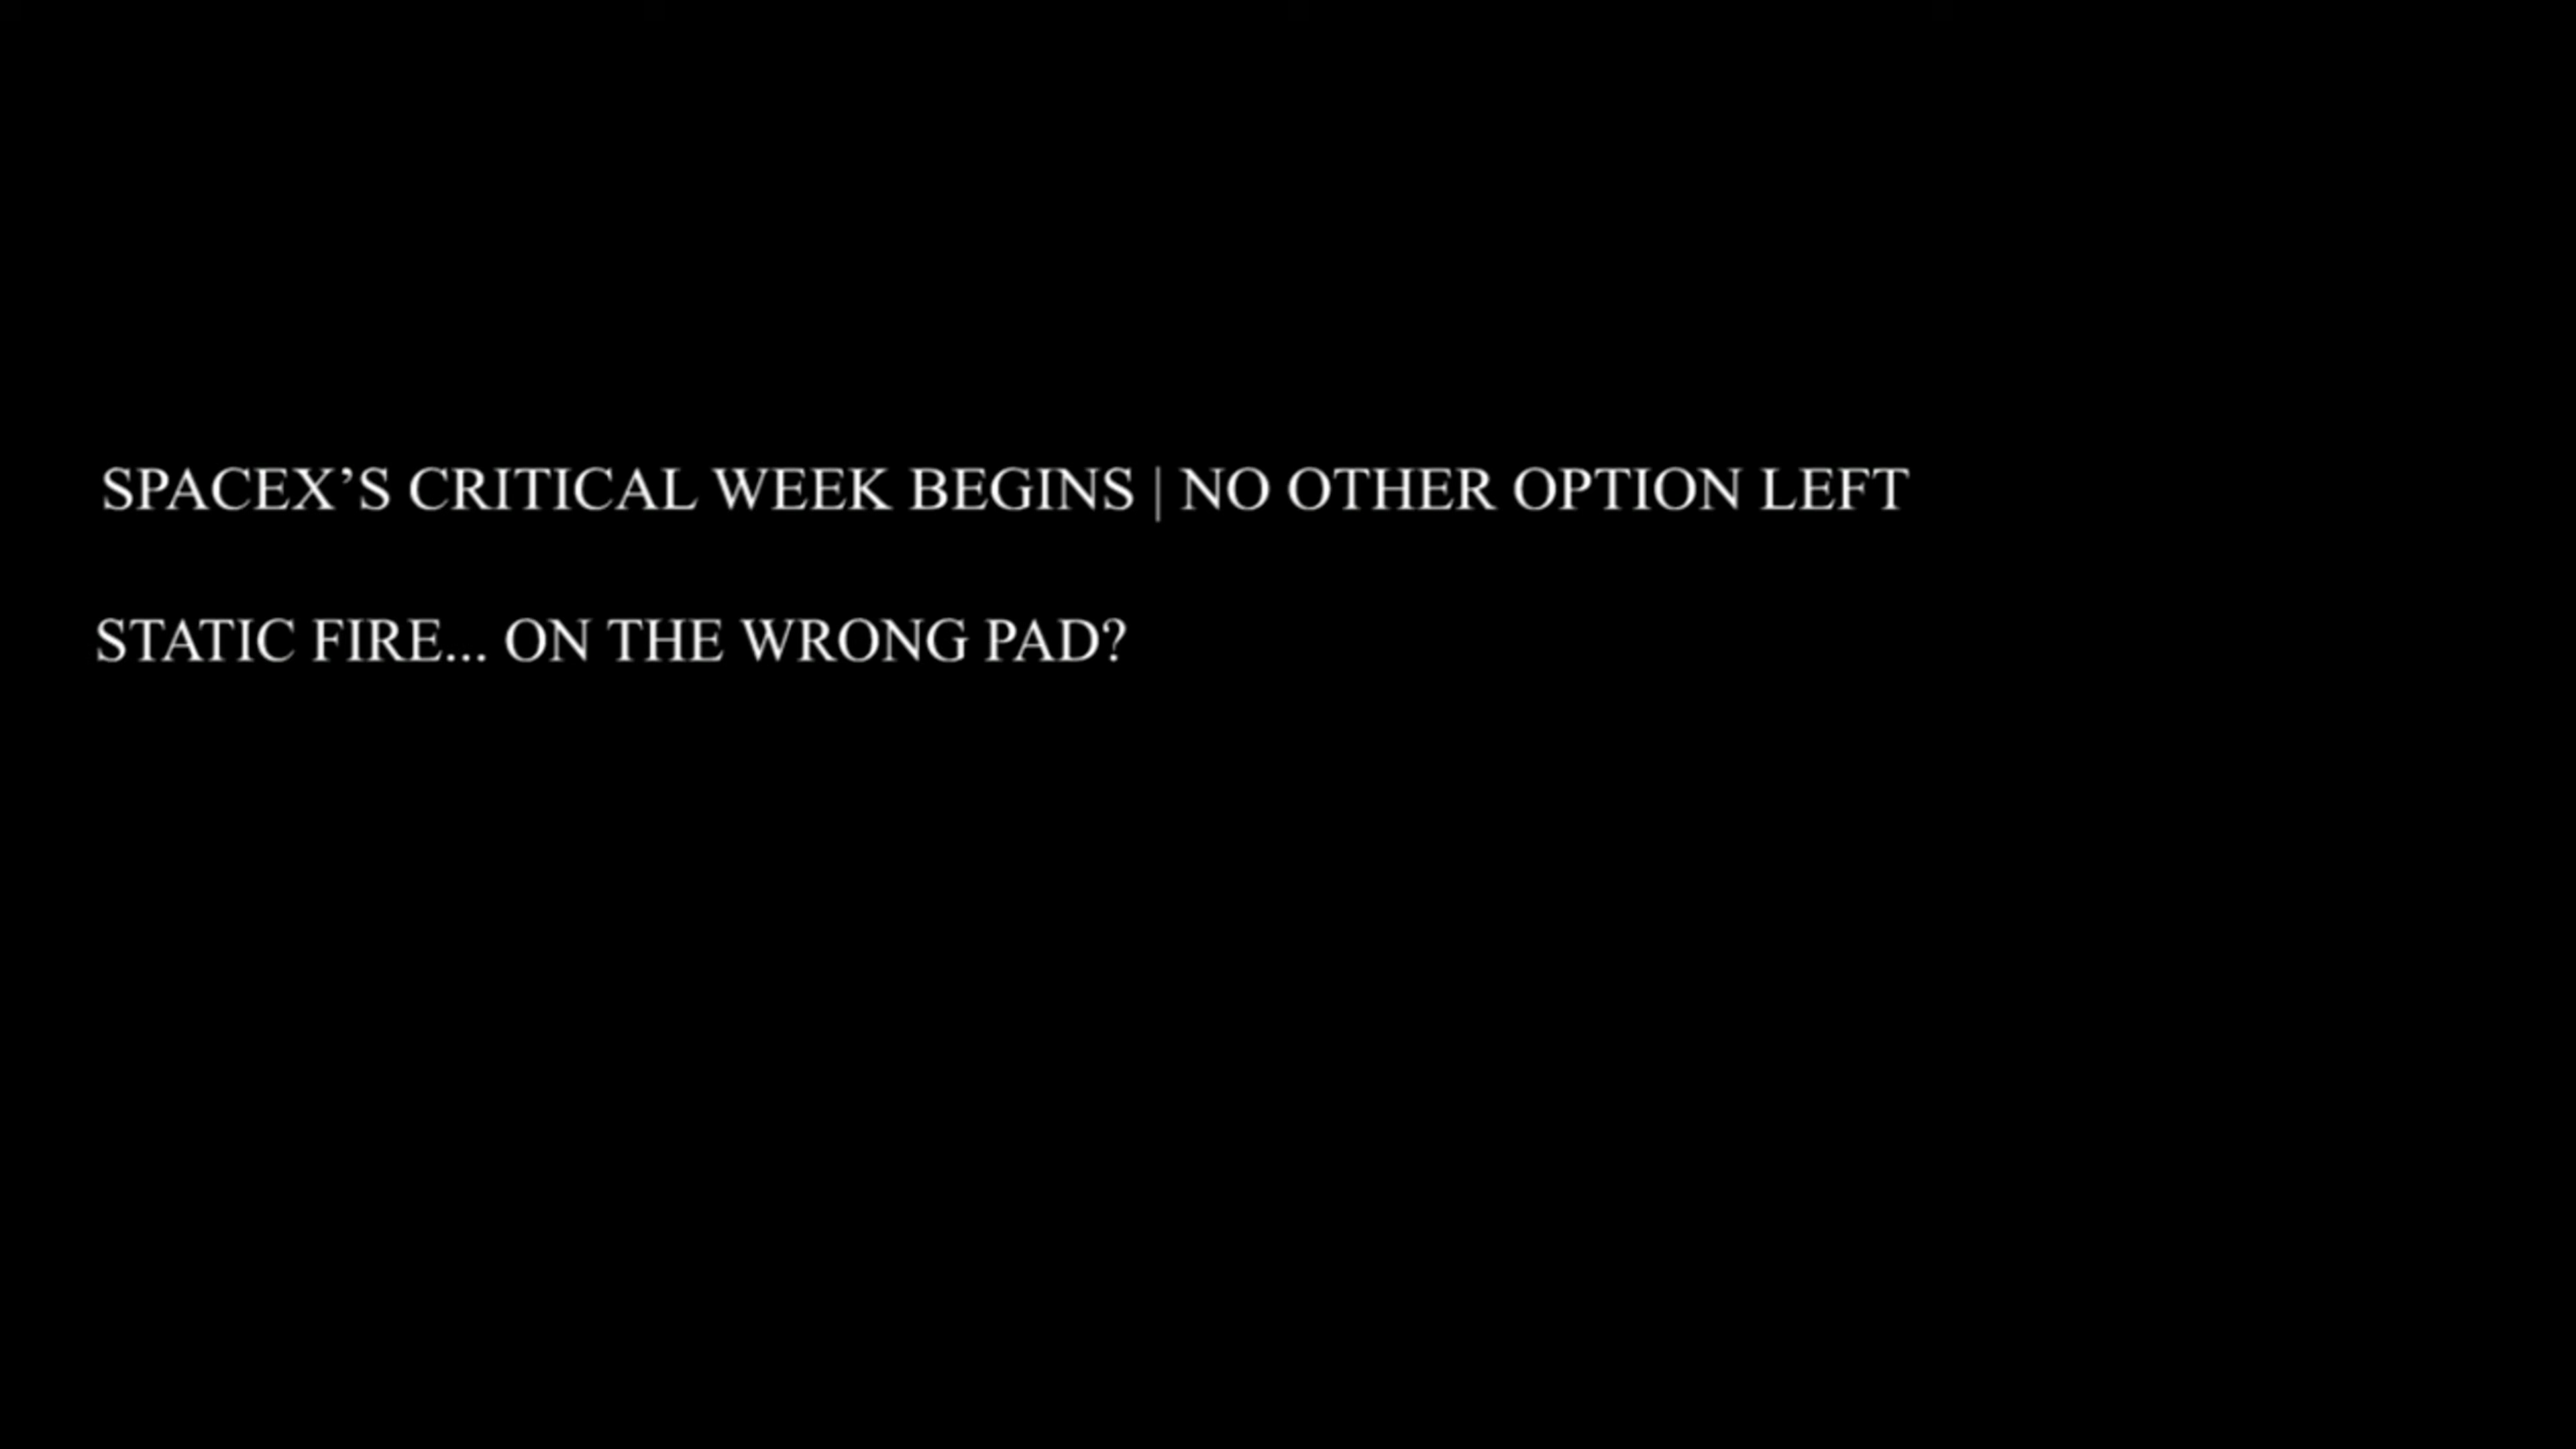 SPACEX’S CRITICAL WEEK BEGINS | NO OTHER OPTION LEFT
STATIC FIRE... ON THE WRONG PAD?